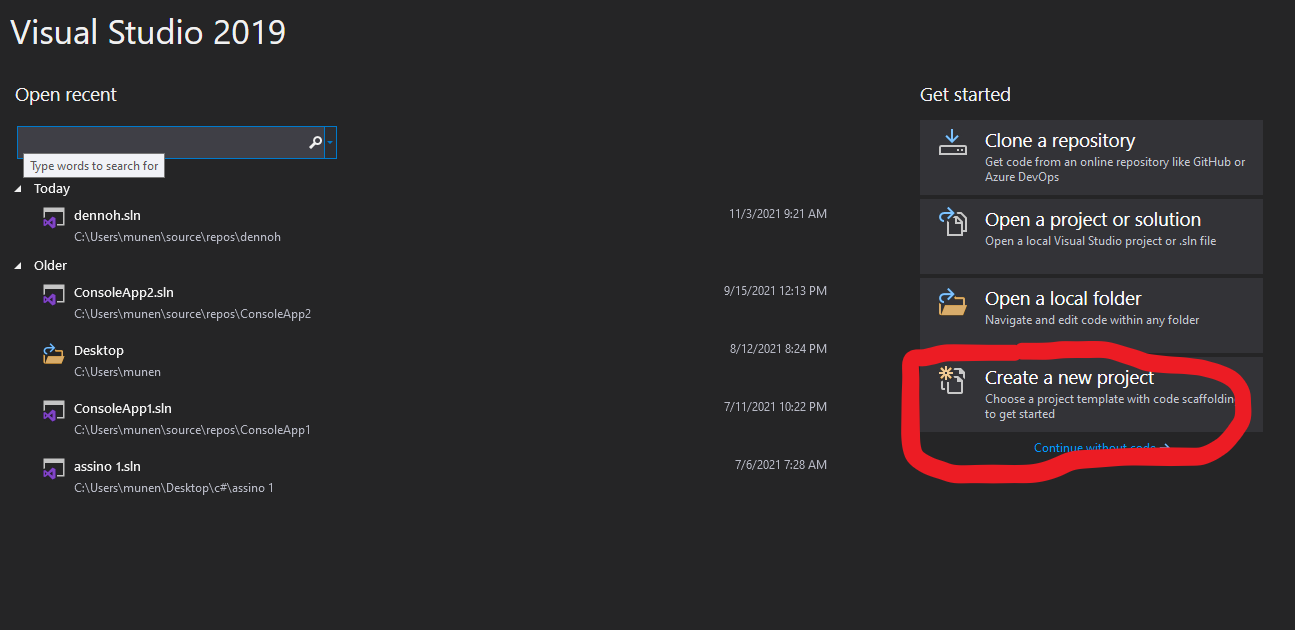 Visual Studio 2019
Open recent
Type words to search for
Today
dennoh.sln
11/3/2021 9:21 AM
C:\Users\munen\source\repos\dennoh
Older
ConsoleApp2.sln
9/15/2021 12:13 PM
C:\Users\munen\source\repos\ConsoleApp2
Desktop
8/12/2021 8:24 PM
C:\Users\munen
ConsoleApp1.sln
7/11/2021 10:22 PM
C:\Users\munen\source\repos\ConsoleApp1
assino 1.sln
7/6/2021 7:28 AM
C:\Users\munen\Desktop\c#\assino 1
Get started
Clone a repository
Get code from an online repository like GitHub or
Azure DevOps
Open a project or solution
Open a local Visual Studio project or .sln file
Open a local folder
Navigate and edit code within any folder
Create a new project
Choose a project template with code scaffoldin
to get started
Continue without code →